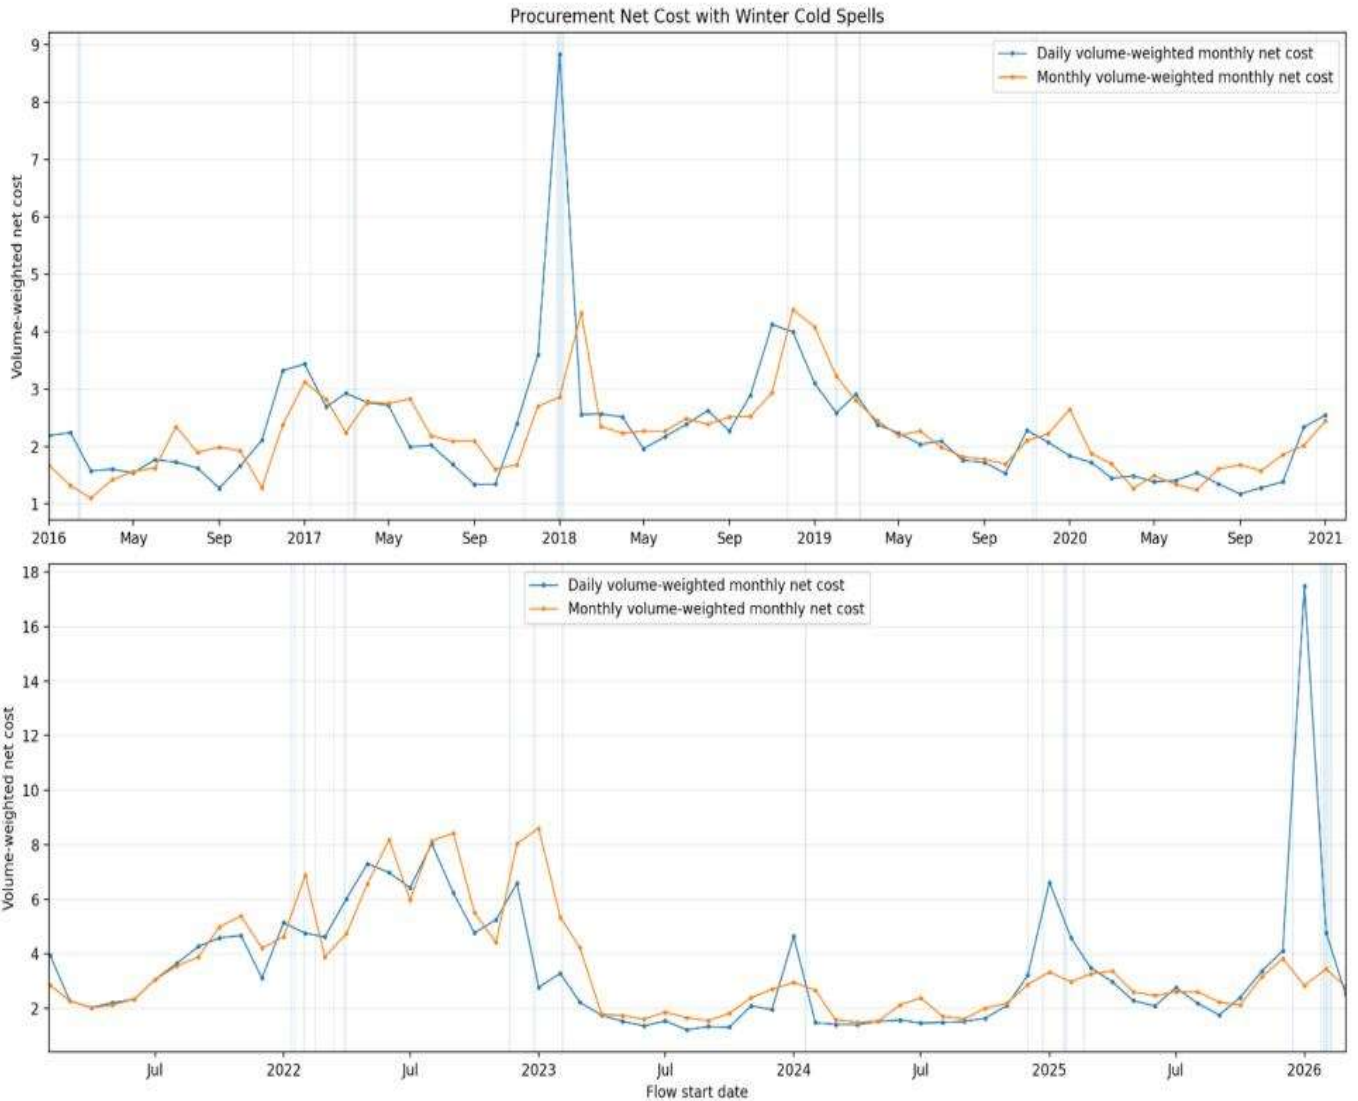 Procurement Net Cost with Winter Cold Spells
Daily volume-weighted monthly net cost
Monthly volume-weighted monthly net cost
Volume-weighted net cost
9
8
7
6
5
4
3
2
1
2016 May Sep 2017 May Sep 2018 May Sep 2019 May Sep 2020 May Sep 2021
Daily volume-weighted monthly net cost
Monthly volume-weighted monthly net cost
Volume-weighted net cost
18
16
14
12
10
8
6
4
2
Jul 2022 Jul 2023 Jul 2024 Jul 2025 Jul 2026
Flow start date